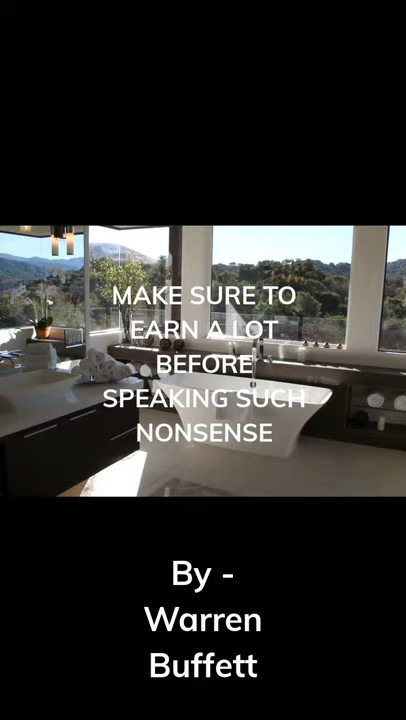 MAKE SURE TO
EARN A LOT
BEFORE
SPEAKING SUCH
NONSENSE
By -
Warren
Buffett